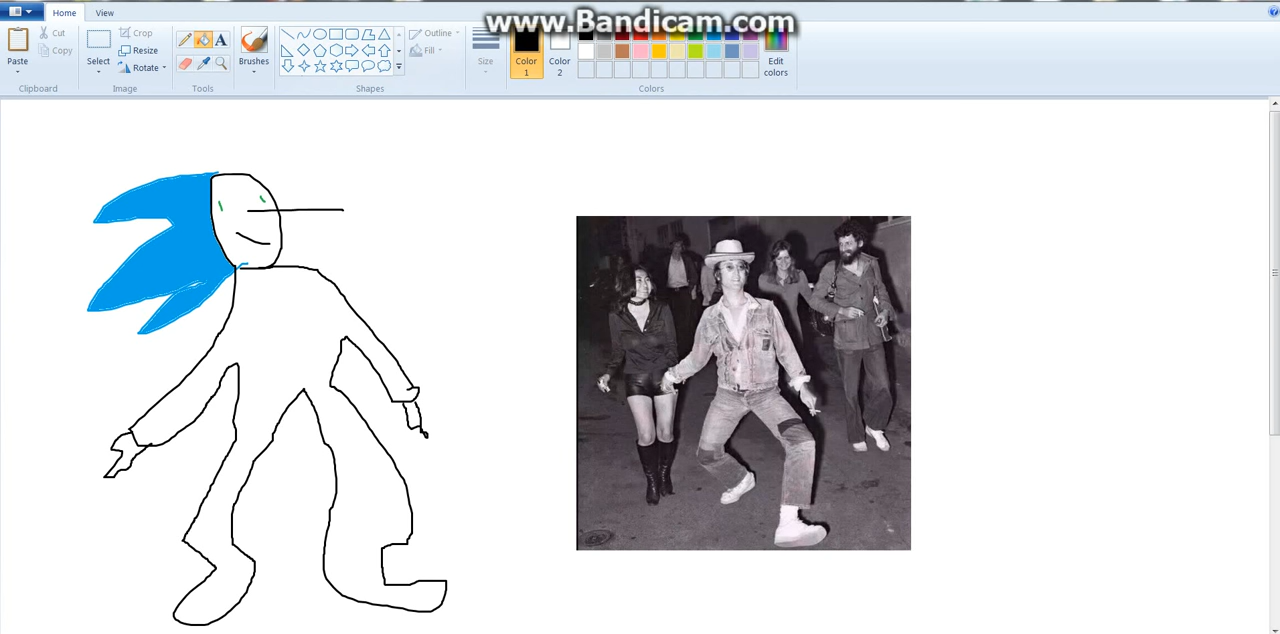 Home
View
www.Bandicam.com
Paste
Cut
Copy
Clipboard
Select
Crop
Resize
Rotate
Image
A
Tools
Brushes
Shapes
Outline
Fill
Size
Color
1
Color
2
Edit
colors
Colors